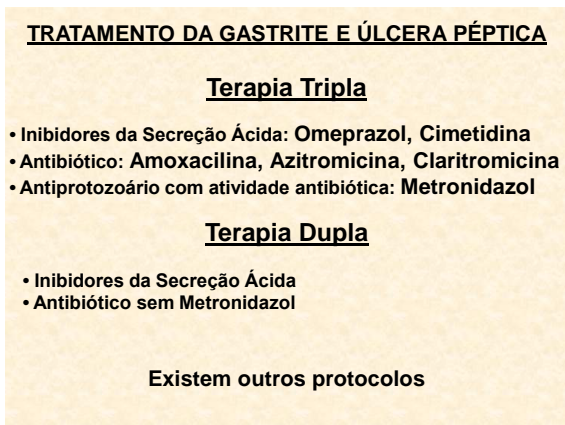 TRATAMENTO DA GASTRITE E ÚLCERA PÉPTICA
Terapia Tripla
• Inibidores da Secreção Ácida: Omeprazol, Cimetidina
• Antibiótico: Amoxacilina, Azitromicina, Claritromicina
• Antiprotozoário com atividade antibiótica: Metronidazol
Terapia Dupla
• Inibidores da Secreção Ácida
• Antibiótico sem Metronidazol
Existem outros protocolos